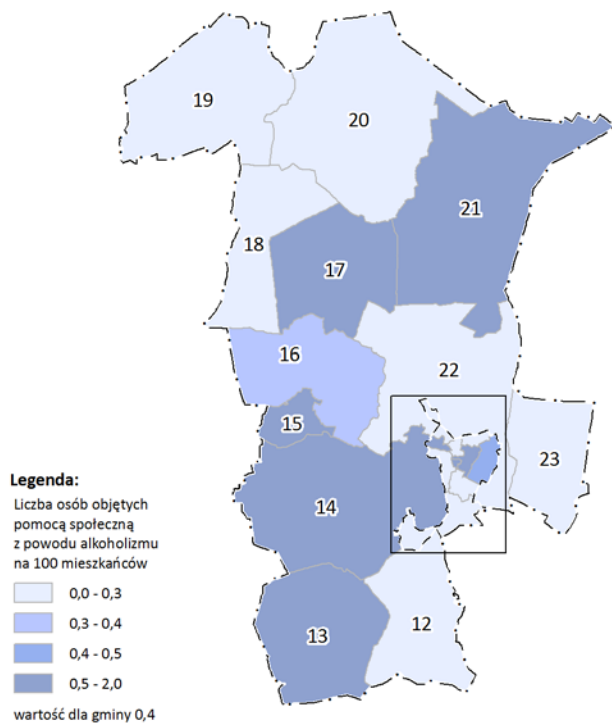 19
20
21
18
17
16
22
15
23
14
13
12
Legenda:
Liczba osób objętych
pomocą społeczną
z powodu alkoholizmu
na 100 mieszkańców
0,0 - 0,3
0,3 - 0,4
0,4 - 0,5
0,5 - 2,0
wartość dla gminy 0,4